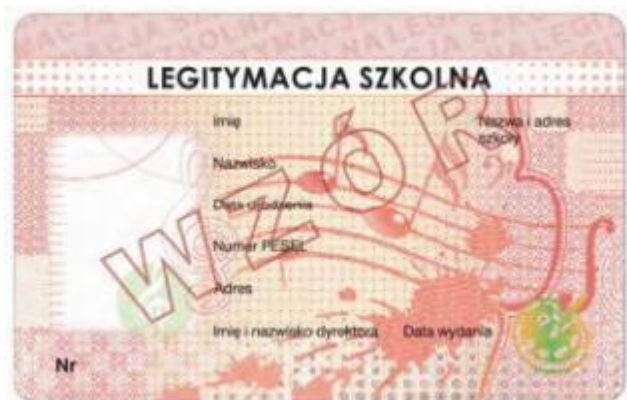 LEGITYMACJA SZKOLNA
WZÓR
Imię
Nazwa i adres
szkoły
Nazwisko
Data urodzenia
Numer PESEL
Adres
Imię i nazwisko dyrektora Data wydania
Nr